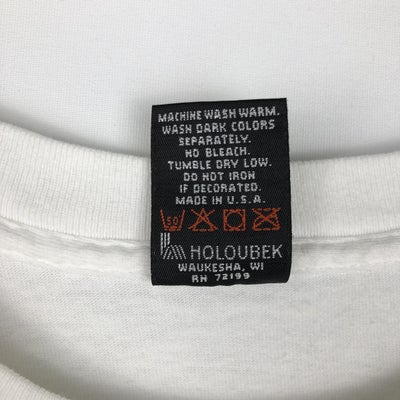 MACHINE WASH WARM.
WASH DARK COLORS
SEPARATELY.
NO BLEACH.
TUMBLE DRY LOW.
DO NOT IRON
IF DECORATED.
MADE IN U.S.A.
50
HOLOUBEK
WAUKESHA, WI
RN 72199